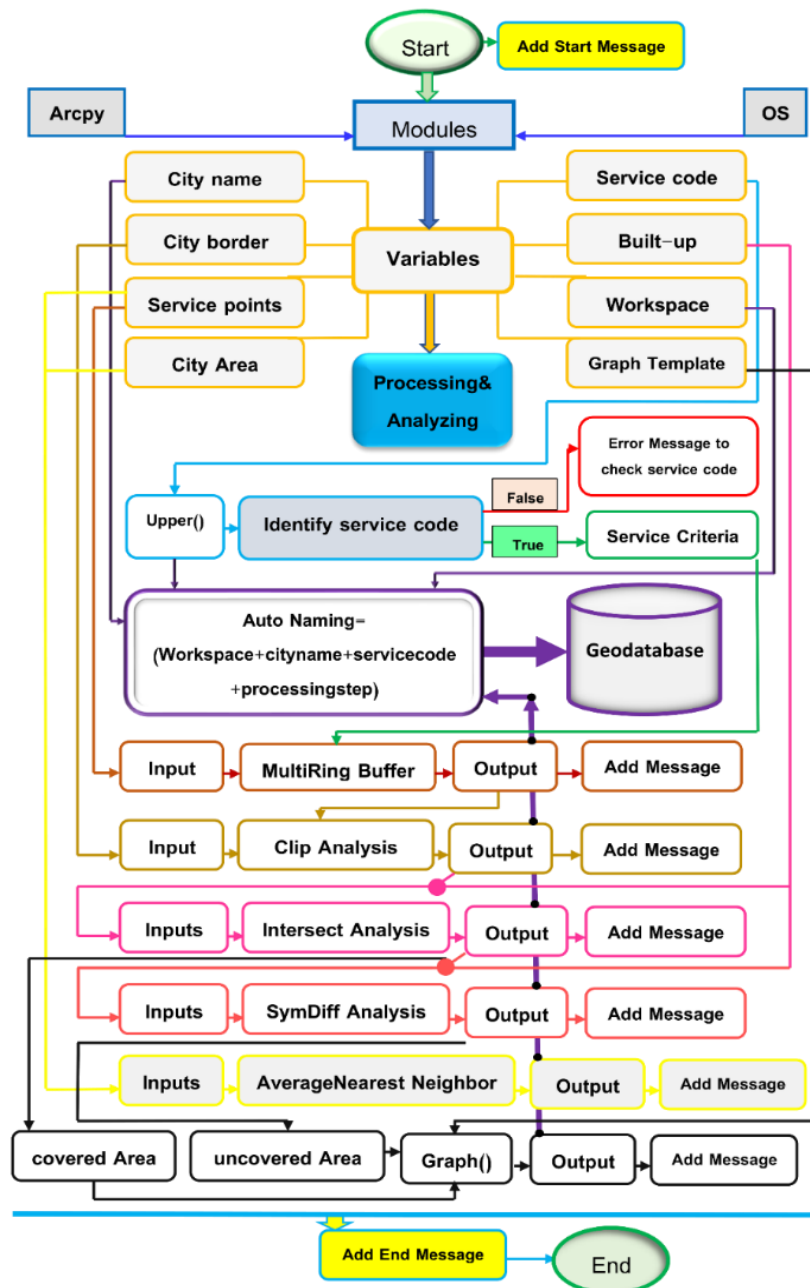 Start
Add Start Message
Arcpy
OS
Modules
City name
Service code
City border
Built-up
Variables
Service points
Workspace
City Area
Graph Template
Processing&
Analyzing
Error Message to
check service code
False
Upper()
Identify service code
True
Service Criteria
Auto Naming=
(Workspace+cityname+servicecode
+processingstep)
Geodatabase
Input
MultiRing Buffer
Output
Add Message
Input
Clip Analysis
Output
Add Message
Inputs
Intersect Analysis
Output
Add Message
Inputs
SymDiff Analysis
Output
Add Message
Inputs
AverageNearest Neighbor
Output
Add Message
covered Area
uncovered Area
Graph()
Output
Add Message
Add End Message
End